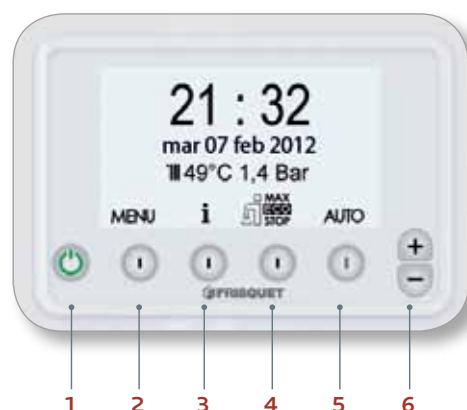 21 : 32
mar 07 feb 2012
49°C 1,4 Bar
MENU i MAX ECO STOP AUTO
+
−
FRISQUET
1 2 3 4 5 6